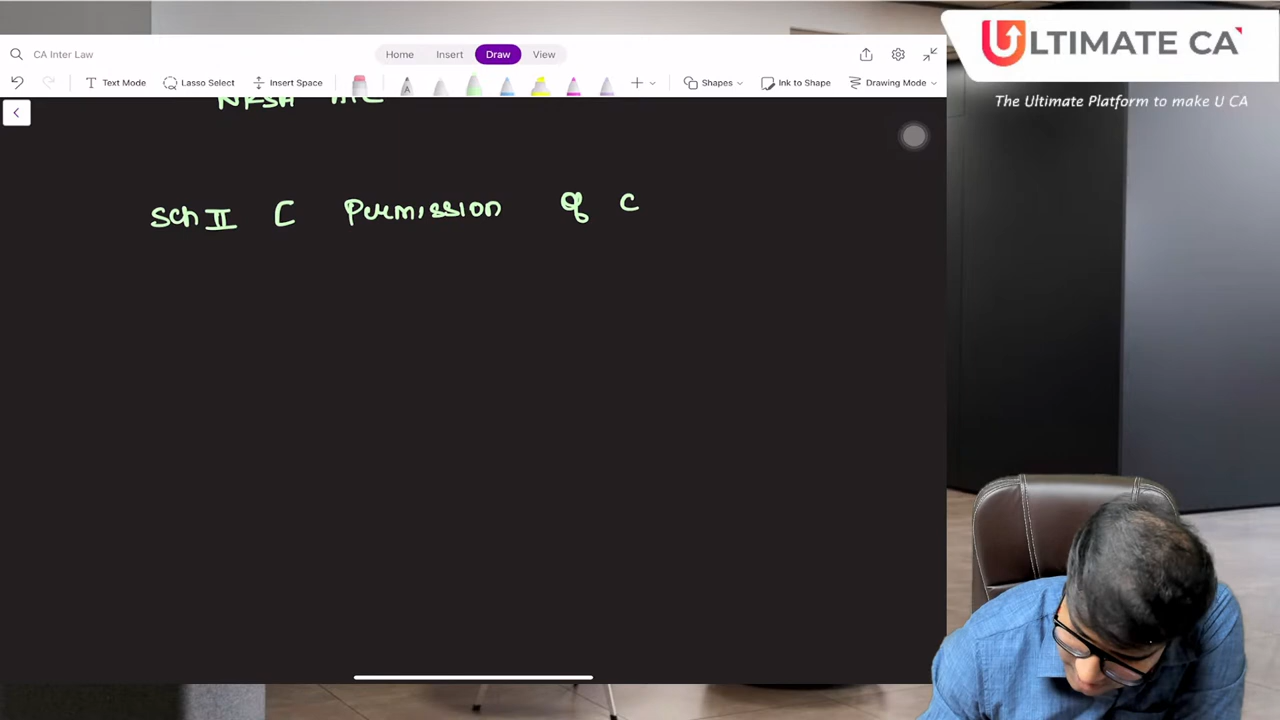 ULTIMATE CA
The Ultimate Platform to make U CA
CA Inter Law
Home Insert Draw View
Text Mode Lasso Select Insert Space Shapes Ink to Shape Drawing Mode
Sch II [ Permission of C